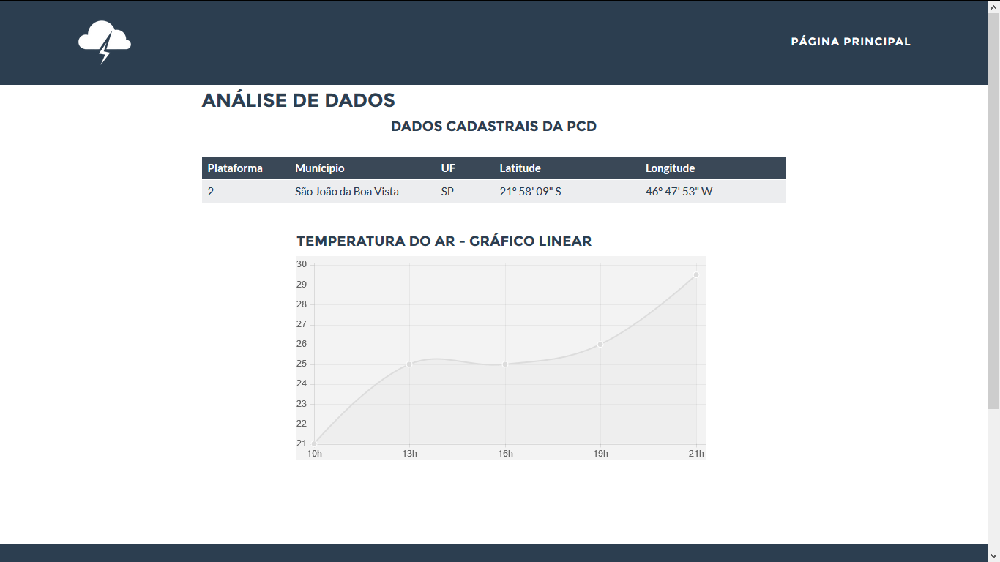 PÁGINA PRINCIPAL
ANÁLISE DE DADOS
DADOS CADASTRAIS DA PCD
Plataforma Munícipio UF Latitude Longitude
2 São João da Boa Vista SP 21º 58' 09" S 46º 47' 53" W
TEMPERATURA DO AR - GRÁFICO LINEAR
30
29
28
27
26
25
24
23
22
21
10h 13h 16h 19h 21h